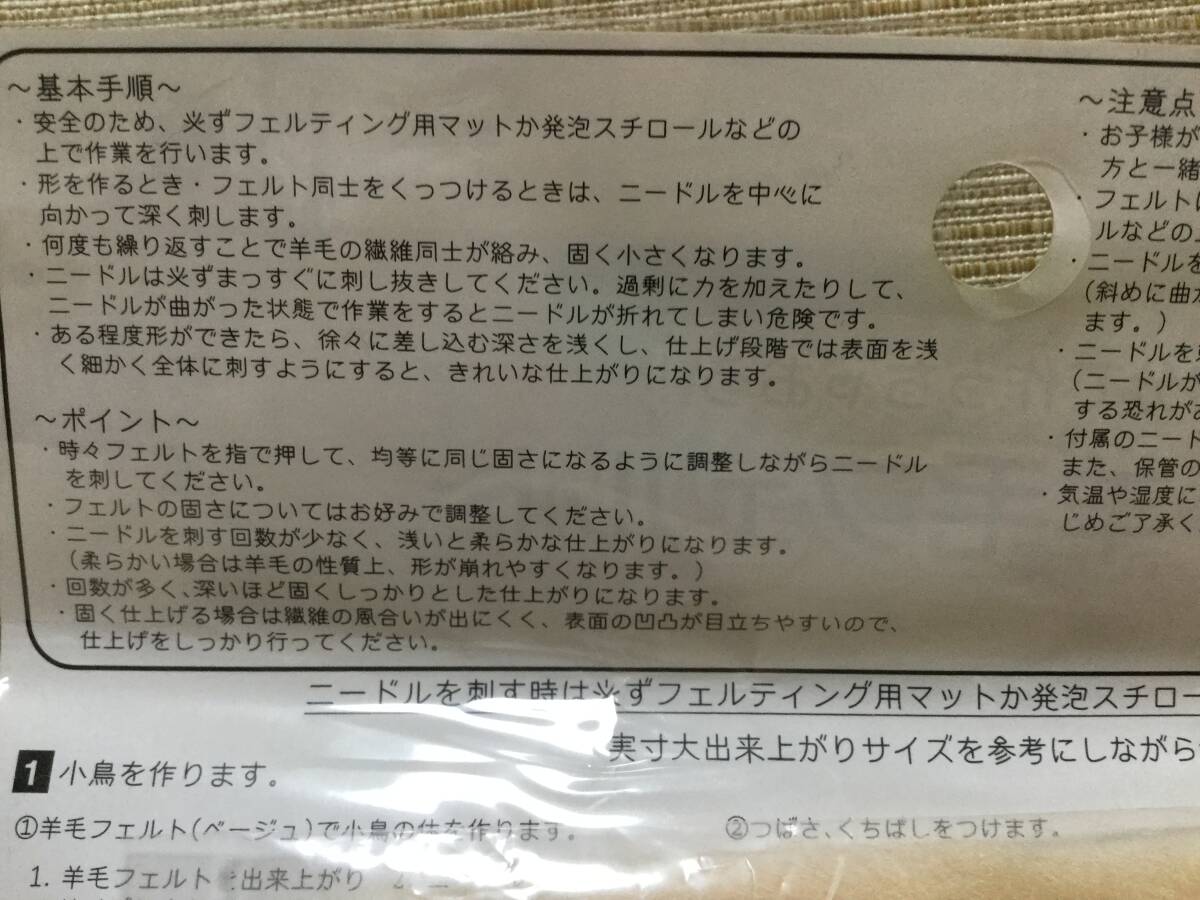 ～基本手順～
・安全のため、必ずフェルティング用マットか発泡スチロールなどの
上で作業を行います。
・形を作るとき・フェルト同士をくっつけるときは、ニードルを中心に
向かって深く刺します。
・何度も繰り返すことで羊毛の繊維同士が絡み、固く小さくなります。
・ニードルは必ずまっすぐに刺し抜きしてください。過剰に力を加えたりして、
ニードルが曲がった状態で作業をするとニードルが折れてしまい危険です。
・ある程度形ができたら、徐々に差し込む深さを浅くし、仕上げ段階では表面を浅
く細かく全体に刺すようにすると、きれいな仕上がりになります。
～ポイント～
・時々フェルトを指で押して、均等に同じ固さになるように調整しながらニードル
を刺してください。
・フェルトの固さについてはお好みで調整してください。
・ニードルを刺す回数が少なく、浅いと柔らかな仕上がりになります。
（柔らかい場合は羊毛の性質上、形が崩れやすくなります。）
・回数が多く、深いほど固くしっかりとした仕上がりになります。
・固く仕上げる場合は繊維の風合いが出にくく、表面の凹凸が目立ちやすいので、
仕上げをしっかり行ってください。
～注意点
・お子様が
方と一緒
・フェルトに
ルなどの上
・ニードルを
（斜めに曲が
ます。）
・ニードルを刺
（ニードルが
する恐れがあ
・付属のニード
また、保管の
・気温や湿度に
じめご了承く
ニードルを刺す時は必ずフェルティング用マットか発泡スチロー
実寸大出来上がりサイズを参考にしながら
1 小鳥を作ります。
①羊毛フェルト(ベージュ)で小鳥の体を作ります。
②つばさ、くちばしをつけます。
1. 羊毛フェルト を出来上がり